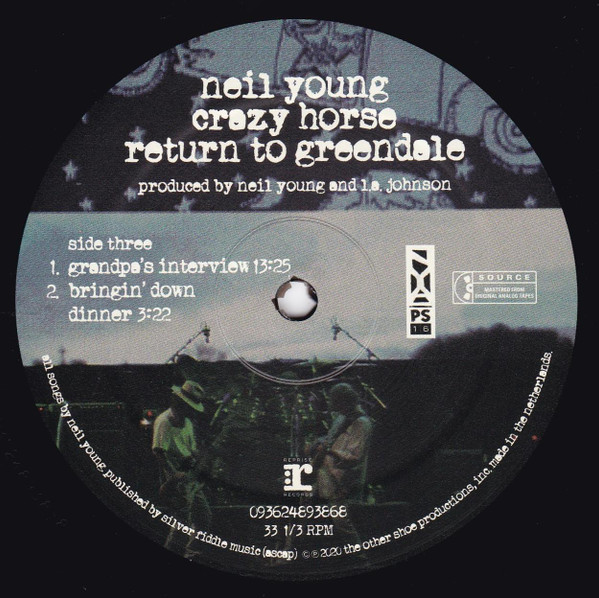 neil young
crazy horse
return to greendale
produced by neil young and l.a. johnson
side three
1. grandpa's interview 13:25
2. bringin' down
dinner 3:22
NYA
PS
16
SOURCE
MASTERED FROM
ORIGINAL ANALOG TAPES
REPRISE
r
RECORDS
093624893868
33 1/3 RPM
all songs by neil young, published by silver fiddle music (ascap) ©℗2020 the other shoe productions, inc. made in the netherlands.